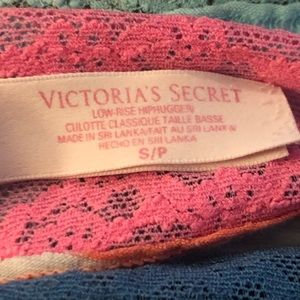 VICTORIA'S SECRET
LOW-RISE HIPHUGGER/
CULOTTE CLASSIQUE TAILLE BASSE
MADE IN SRI LANKA/FAIT AU SRI LANKA/
HECHO EN SRI LANKA
S/P